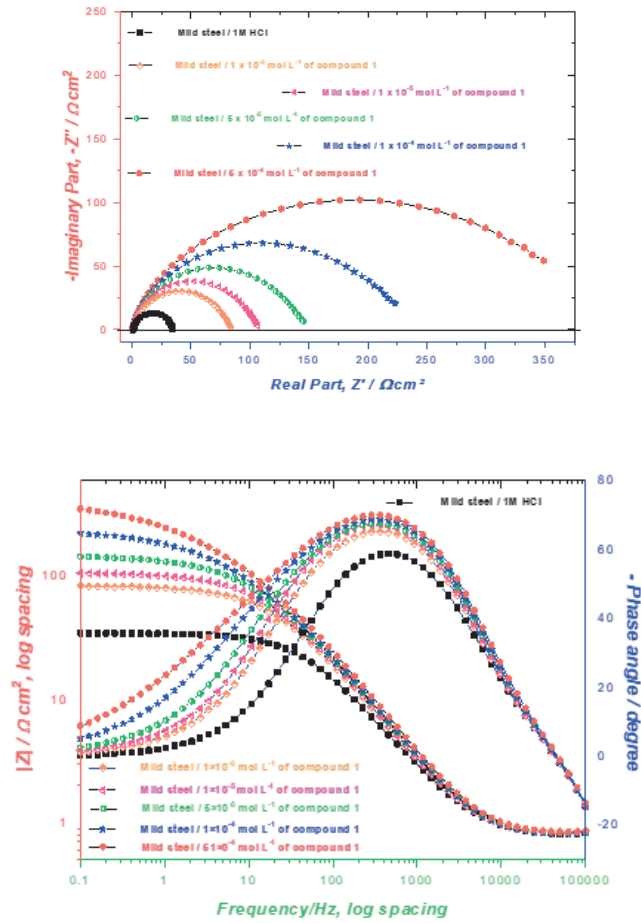 250
Mild steel / 1M HCl
Mild steel / 1 x 10-6 mol L-1 of compound 1
200
Mild steel / 1 x 10-5 mol L-1 of compound 1
Mild steel / 5 x 10-5 mol L-1 of compound 1
150
Mild steel / 1 x 10-4 mol L-1 of compound 1
Mild steel / 5 x 10-4 mol L-1 of compound 1
100
50
0
-Imaginary Part, -Z" / Ωcm²
0 50 100 150 200 250 300 350
Real Part, Z' / Ωcm²
80
Mild steel / 1M HCl
60
100
40
20
10
0
Mild steel / 1×10-6 mol L-1 of compound 1
Mild steel / 1×10-5 mol L-1 of compound 1
Mild steel / 5×10-5 mol L-1 of compound 1
Mild steel / 1×10-4 mol L-1 of compound 1
Mild steel / 51×0-4 mol L-1 of compound 1
-20
1
|Z| / Ω cm², log spacing
- Phase angle / degree
0.1 1 10 100 1000 10000 100000
Frequency/Hz, log spacing